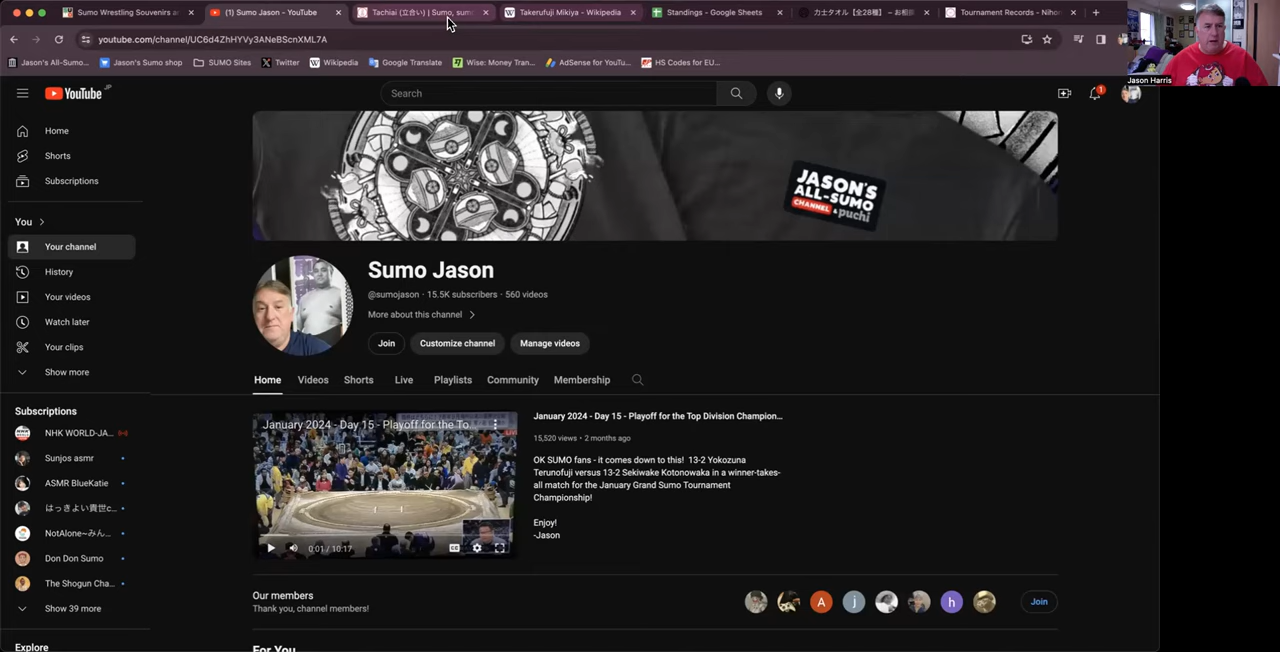 Sumo Wrestling Souvenirs a
(1) Sumo Jason - YouTube
Tachiai (立合い) | Sumo, sumo
Takerufuji Mikiya - Wikipedia
Standings - Google Sheets
力士タオル【全28種】 – お相撲
Tournament Records - Nihon
youtube.com/channel/UC6d4ZhHYVy3ANeBScnXML7A
Jason's All-Sumo...
Jason's Sumo shop
SUMO Sites
Twitter
Wikipedia
Google Translate
Wise: Money Tran...
AdSense for YouTu...
HS Codes for EU...
Jason Harris
YouTube JP
Search
1
Home
Shorts
Subscriptions
You
Your channel
History
Your videos
Watch later
Your clips
Show more
Subscriptions
NHK WORLD-JA...
Sunjos asmr
ASMR BlueKatie
はっきよい貴世c...
NotAlone~みん...
Don Don Sumo
The Shogun Cha...
Show 39 more
Explore
JASON'S
ALL-SUMO
CHANNEL & puchi
Sumo Jason
@sumojason · 15.5K subscribers · 560 videos
More about this channel
Join
Customize channel
Manage videos
Home
Videos
Shorts
Live
Playlists
Community
Membership
January 2024 - Day 15 - Playoff for the To
0:01 / 10:17
January 2024 - Day 15 - Playoff for the Top Division Champion...
15,520 views · 2 months ago
OK SUMO fans - it comes down to this! 13-2 Yokozuna
Terunofuji versus 13-2 Sekiwake Kotonowaka in a winner-takes-
all match for the January Grand Sumo Tournament
Championship!
Enjoy!
-Jason
Our members
Thank you, channel members!
A
j
h
Join
For You